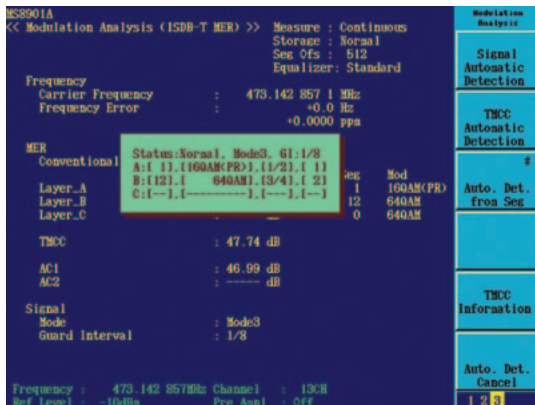 MS8901A
<< Modulation Analysis (ISDB-T MER) >>
Measure : Continuous
Storage : Normal
Seg Ofs : 512
Equalizer: Standard
Frequency
Carrier Frequency : 473.142 857 1 MHz
Frequency Error : +0.0 Hz
+0.0000 ppm
MER
Conventional
Status:Normal, Mode3, GI:1/8
A:[ 1],[16QAM(PR)],[1/2],[ 1]
B:[12],[ 64QAM],[3/4],[ 2]
C:[--],[---------],[---],[--]
Seg Mod
Layer_A 1 16QAM(PR)
Layer_B 12 64QAM
Layer_C 0 64QAM
TMCC : 47.74 dB
AC1 : 46.99 dB
AC2 : ----- dB
Signal
Mode : Mode3
Guard Interval : 1/8
Frequency : 473.142 857MHz Channel : 13CH
Ref Level : -10dBm Pre Ampl : Off
Modulation
Analysis
Signal
Automatic
Detection
TMCC
Automatic
Detection
#
Auto. Det.
from Seg
TMCC
Information
Auto. Det.
Cancel
1 2 3